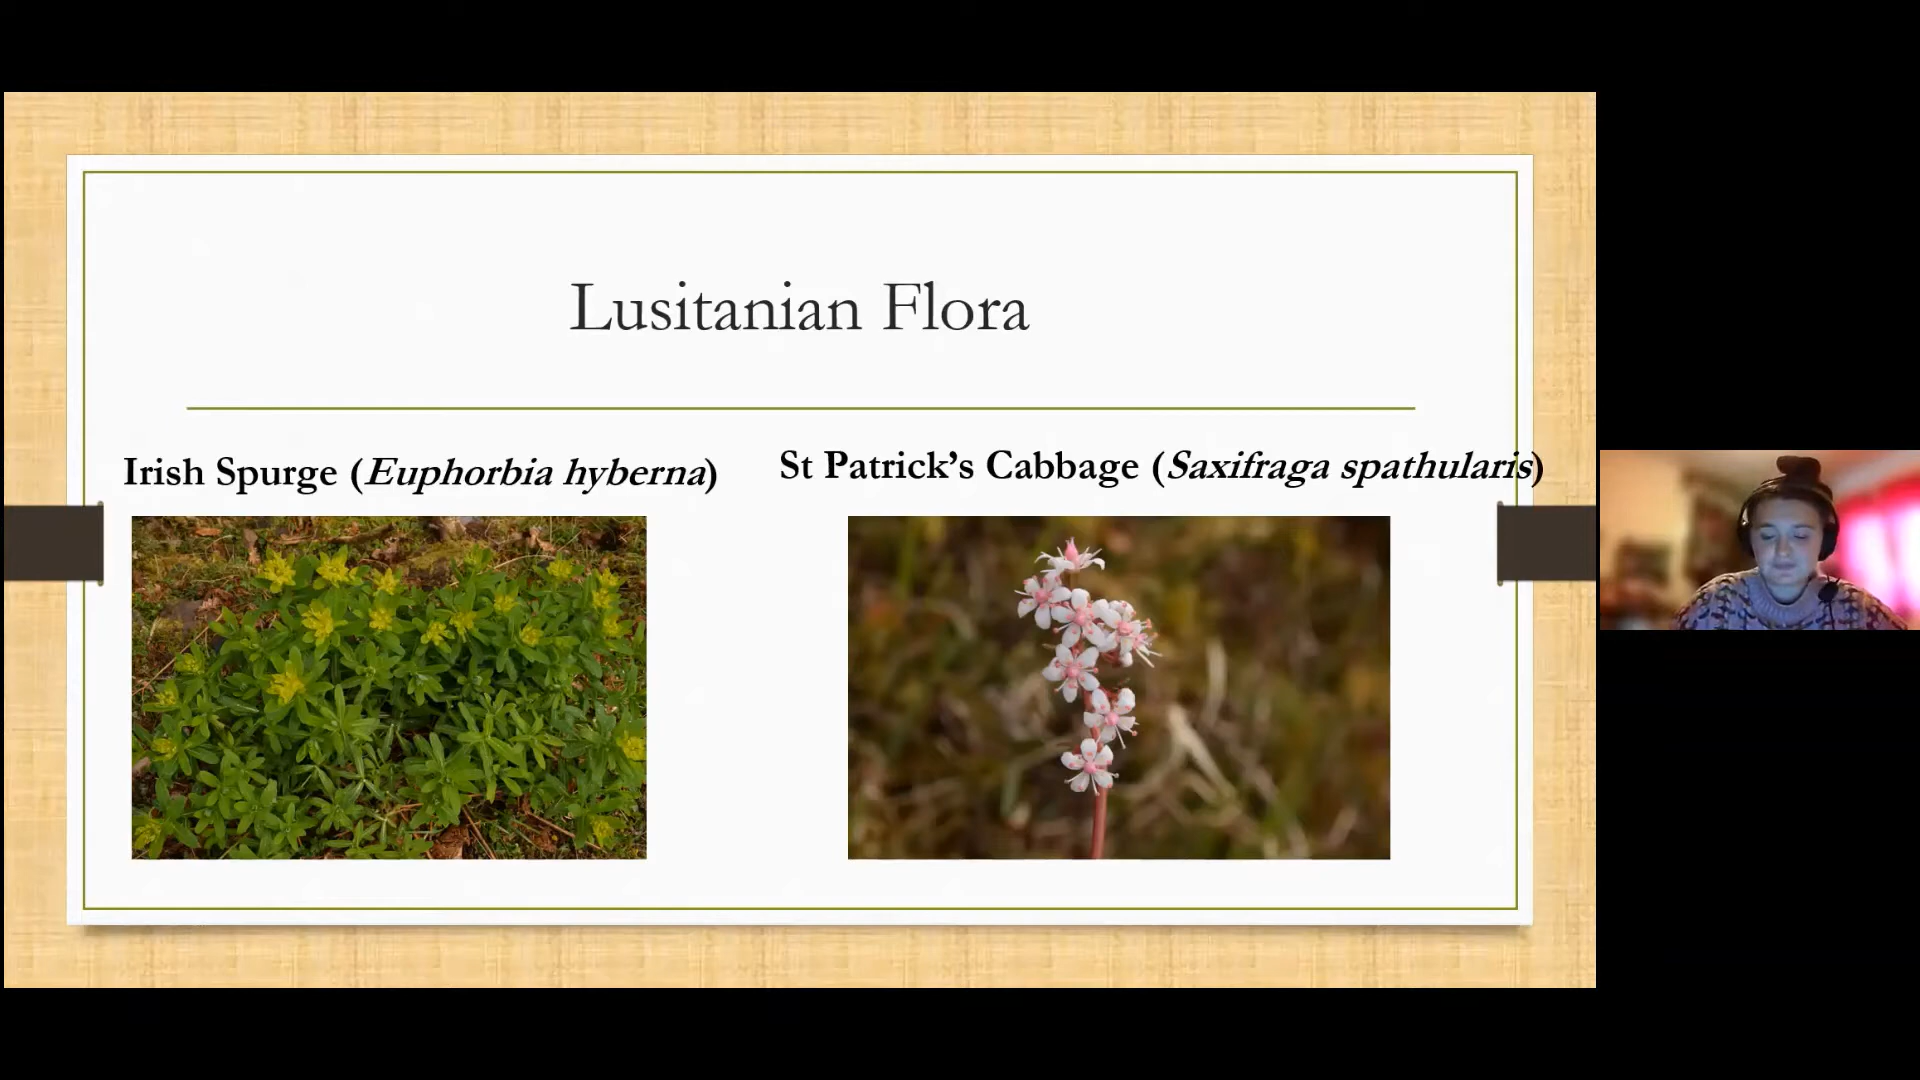 Lusitanian Flora
Irish Spurge (Euphorbia hyberna)
St Patrick’s Cabbage (Saxifraga spathularis)